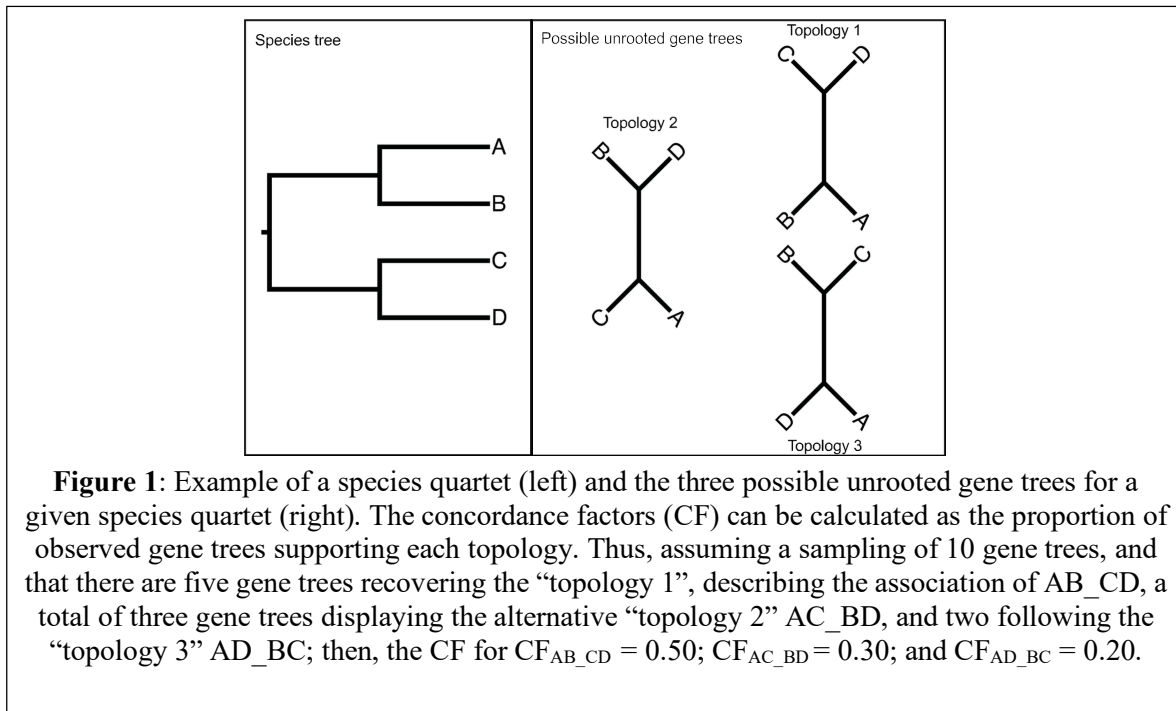 Species tree
A
B
C
D
Possible unrooted gene trees
Topology 2
B D
C A
Topology 1
C D
B A
B C
D A
Topology 3
Figure 1: Example of a species quartet (left) and the three possible unrooted gene trees for a
given species quartet (right). The concordance factors (CF) can be calculated as the proportion of
observed gene trees supporting each topology. Thus, assuming a sampling of 10 gene trees, and
that there are five gene trees recovering the “topology 1”, describing the association of AB_CD, a
total of three gene trees displaying the alternative “topology 2” AC_BD, and two following the
“topology 3” AD_BC; then, the CF for CFAB_CD = 0.50; CFAC_BD = 0.30; and CFAD_BC = 0.20.